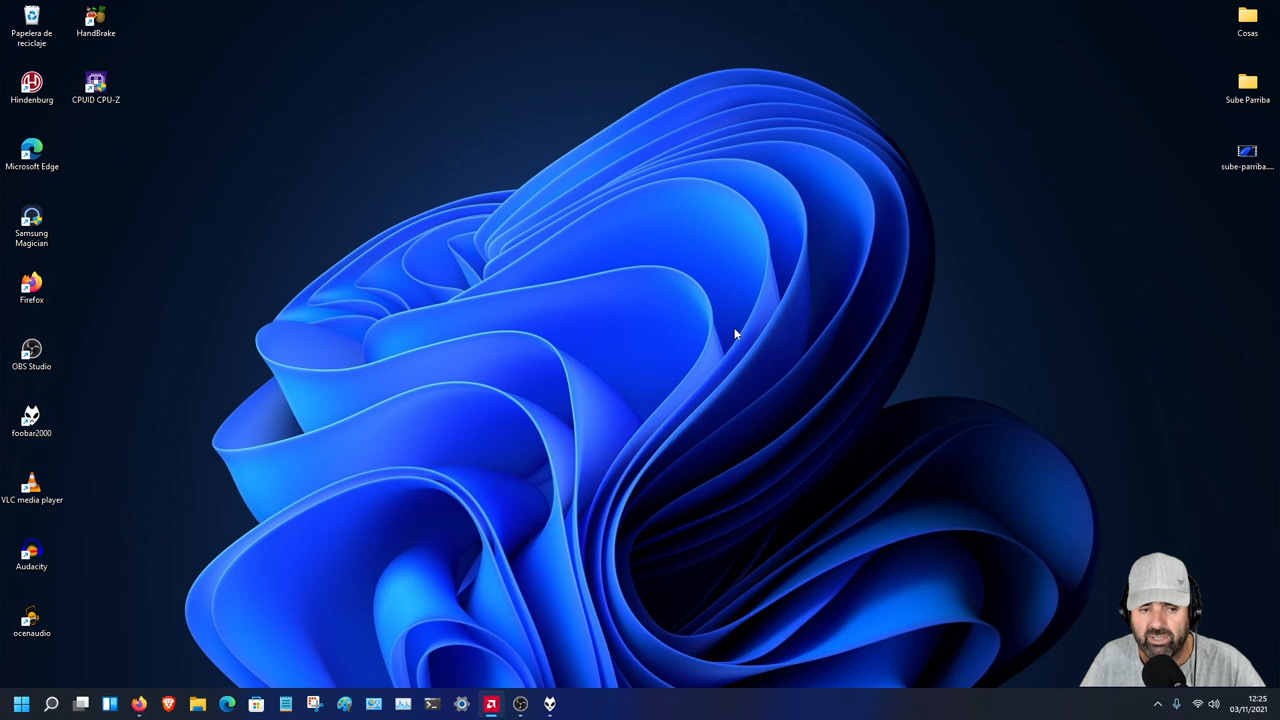 Papelera de
reciclaje
HandBrake
Hindenburg
CPUID CPU-Z
Microsoft Edge
Samsung
Magician
Firefox
OBS Studio
foobar2000
VLC media player
Audacity
ocenaudio
Cosas
Sube Parriba
sube-parriba....
12:25
03/11/2021